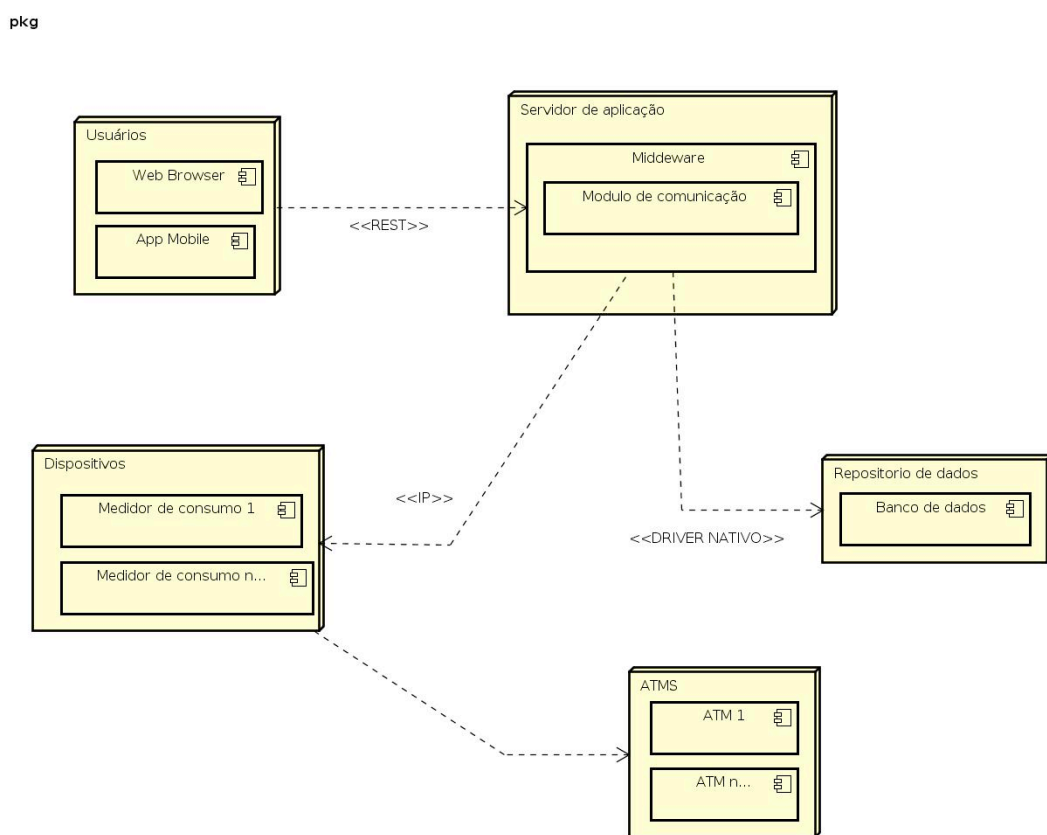 pkg
Usuários
Web Browser
App Mobile
<<REST>>
Servidor de aplicação
Middeware
Modulo de comunicação
Dispositivos
Medidor de consumo 1
Medidor de consumo n...
<<IP>>
<<DRIVER NATIVO>>
Repositorio de dados
Banco de dados
ATMS
ATM 1
ATM n...